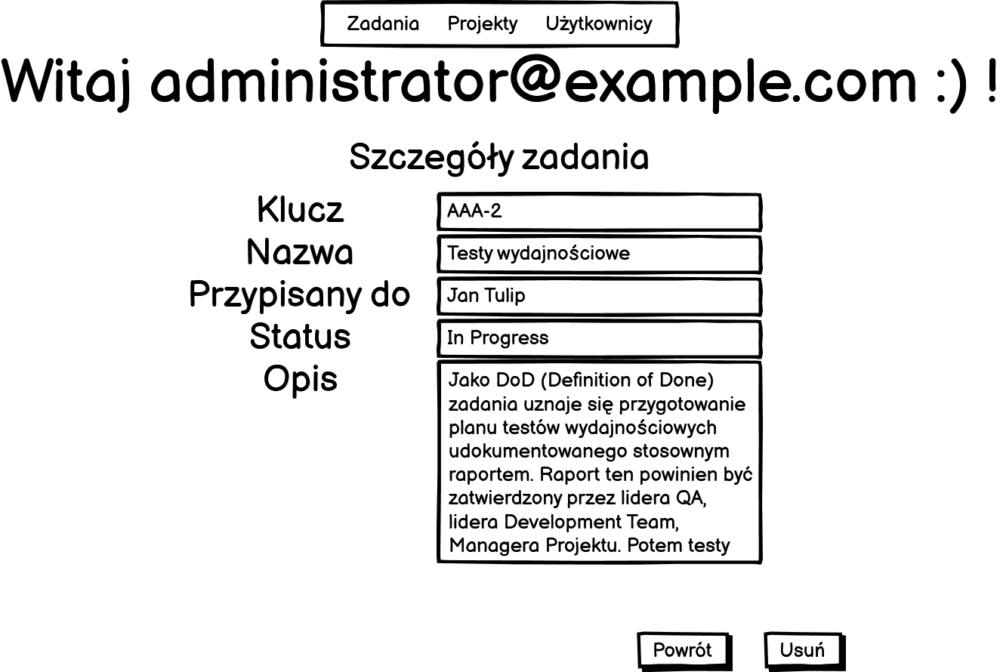 Zadania Projekty Użytkownicy
Witaj administrator@example.com :) !
Szczegóły zadania
Klucz AAA-2
Nazwa Testy wydajnościowe
Przypisany do Jan Tulip
Status In Progress
Opis Jako DoD (Definition of Done)
zadania uznaje się przygotowanie
planu testów wydajnościowych
udokumentowanego stosownym
raportem. Raport ten powinien być
zatwierdzony przez lidera QA,
lidera Development Team,
Managera Projektu. Potem testy
Powrót Usuń